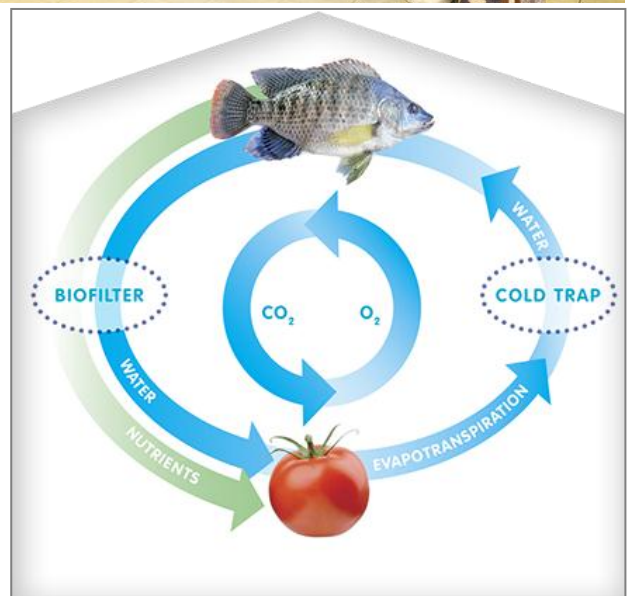 WATER
BIOFILTER
CO₂
O₂
COLD TRAP
WATER
NUTRIENTS
EVAPOTRANSPIRATION